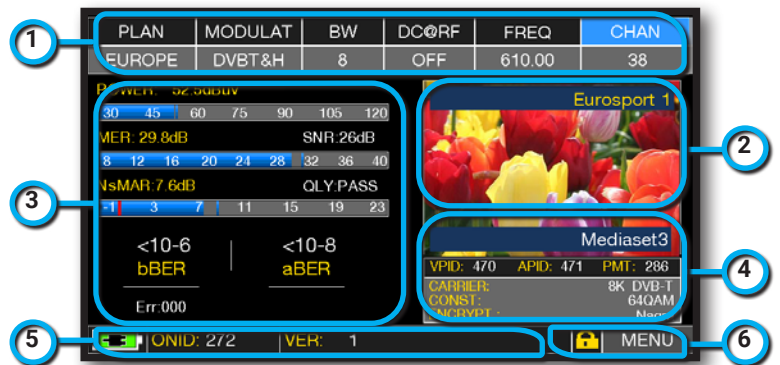 PLAN MODULAT BW DC@RF FREQ CHAN
EUROPE DVBT&H 8 OFF 610.00 38
1
POWER: 52.5dBuV
30 45 60 75 90 105 120
MER: 29.8dB SNR:26dB
8 12 16 20 24 28 32 36 40
NsMAR:7.6dB QLY:PASS
-1 3 7 11 15 19 23
<10-6 <10-8
bBER aBER
Err:000
3
Eurosport 1
2
Mediaset3
VPID: 470 APID: 471 PMT: 286
CARRIER: 8K DVB-T
CONST: 64QAM
ENCRYPT.:
4
ONID: 272 VER: 1
5
MENU
6